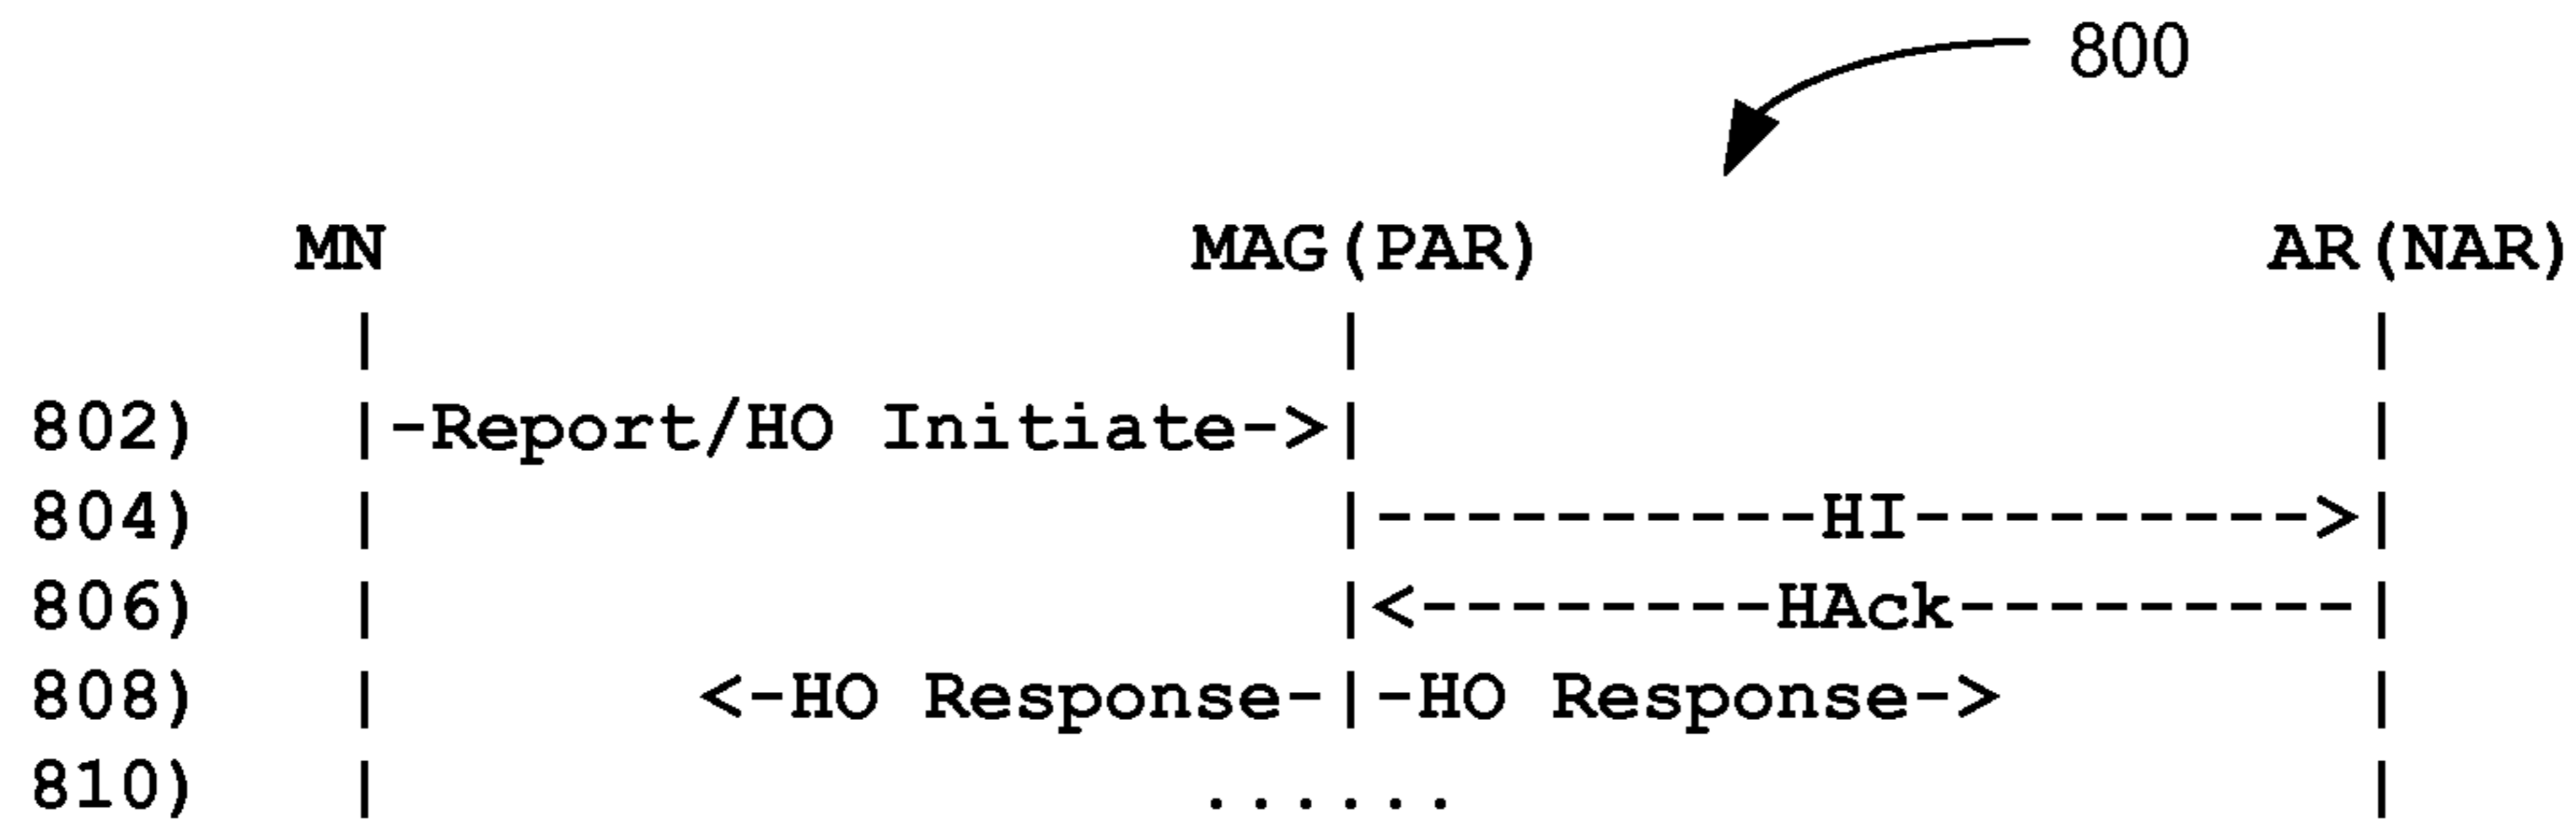 800
MN MAG(PAR) AR(NAR)
| | |
802) |-Report/HO Initiate->| |
804) | |-----------HI--------->|
806) | |<--------HAck---------|
808) | <-HO Response-|-HO Response-> |
810) | ...... |